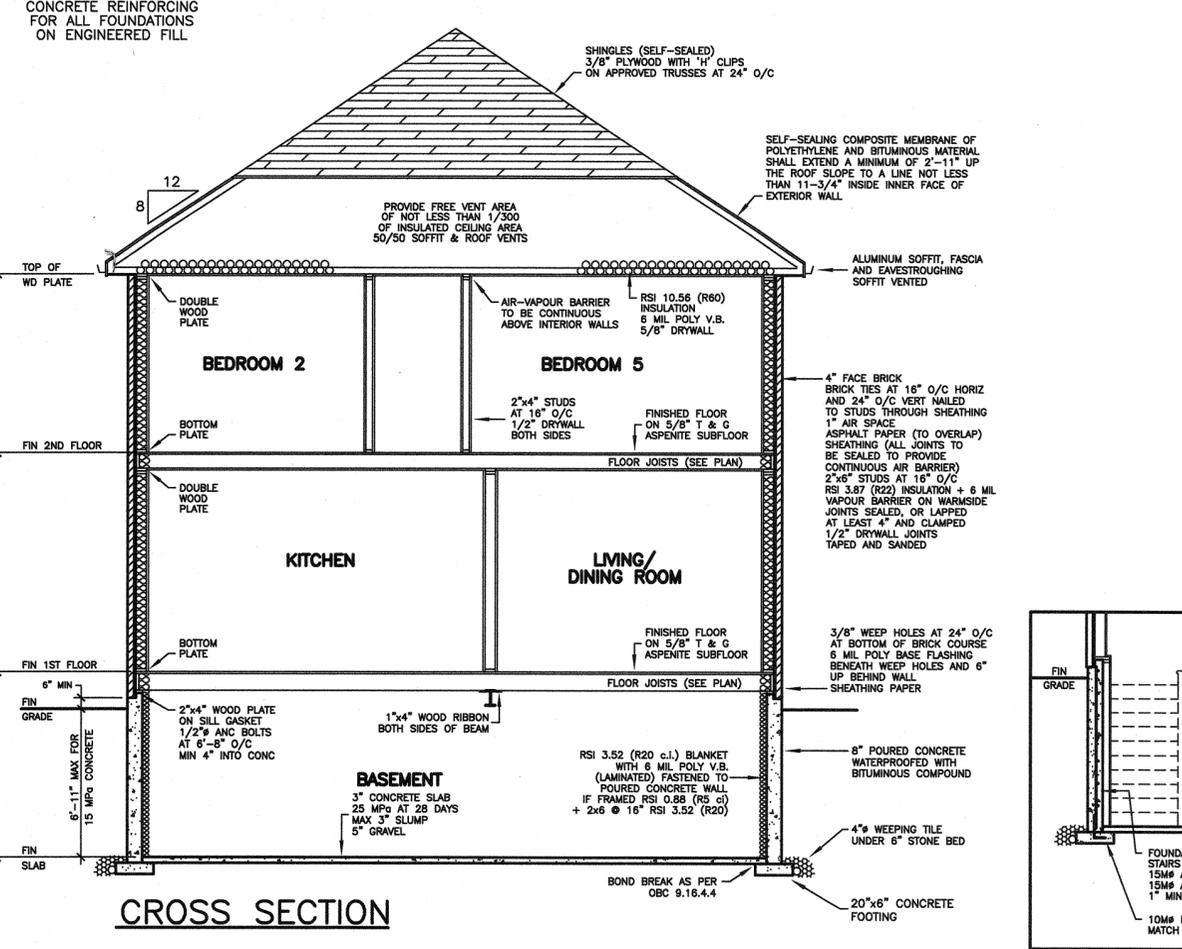 CONCRETE REINFORCING
FOR ALL FOUNDATIONS
ON ENGINEERED FILL
SHINGLES (SELF-SEALED)
3/8" PLYWOOD WITH 'H' CLIPS
ON APPROVED TRUSSES AT 24" O/C
SELF-SEALING COMPOSITE MEMBRANE OF
POLYETHYLENE AND BITUMINOUS MATERIAL
SHALL EXTEND A MINIMUM OF 2'-11" UP
THE ROOF SLOPE TO A LINE NOT LESS
THAN 11-3/4" INSIDE INNER FACE OF
EXTERIOR WALL
12
8
PROVIDE FREE VENT AREA
OF NOT LESS THAN 1/300
OF INSULATED CEILING AREA
50/50 SOFFIT & ROOF VENTS
TOP OF
WD PLATE
ALUMINUM SOFFIT, FASCIA
AND EAVESTROUGHING
SOFFIT VENTED
DOUBLE
WOOD
PLATE
AIR-VAPOUR BARRIER
TO BE CONTINUOUS
ABOVE INTERIOR WALLS
RSI 10.56 (R60)
INSULATION
6 MIL POLY V.B.
5/8" DRYWALL
BEDROOM 2
BEDROOM 5
4" FACE BRICK
BRICK TIES AT 16" O/C HORIZ
AND 24" O/C VERT NAILED
TO STUDS THROUGH SHEATHING
1" AIR SPACE
ASPHALT PAPER (TO OVERLAP)
SHEATHING (ALL JOINTS TO
BE SEALED TO PROVIDE
CONTINUOUS AIR BARRIER)
2"x6" STUDS AT 16" O/C
RSI 3.87 (R22) INSULATION + 6 MIL
VAPOUR BARRIER ON WARMSIDE
JOINTS SEALED, OR LAPPED
AT LEAST 4" AND CLAMPED
1/2" DRYWALL JOINTS
TAPED AND SANDED
2"x4" STUDS
AT 16" O/C
1/2" DRYWALL
BOTH SIDES
BOTTOM
PLATE
FINISHED FLOOR
ON 5/8" T & G
ASPENITE SUBFLOOR
FIN 2ND FLOOR
FLOOR JOISTS (SEE PLAN)
DOUBLE
WOOD
PLATE
KITCHEN
LIVING/
DINING ROOM
BOTTOM
PLATE
FINISHED FLOOR
ON 5/8" T & G
ASPENITE SUBFLOOR
3/8" WEEP HOLES AT 24" O/C
AT BOTTOM OF BRICK COURSE
6 MIL POLY BASE FLASHING
BENEATH WEEP HOLES AND 6"
UP BEHIND WALL
SHEATHING PAPER
FIN 1ST FLOOR
FLOOR JOISTS (SEE PLAN)
6" MIN
FIN
GRADE
2"x4" WOOD PLATE
ON SILL GASKET
1/2"ø ANC BOLTS
AT 6'-8" O/C
MIN 4" INTO CONC
1"x4" WOOD RIBBON
BOTH SIDES OF BEAM
6'-11" MAX FOR
15 MPa CONCRETE
RSI 3.52 (R20 c.i.) BLANKET
WITH 6 MIL POLY V.B.
(LAMINATED) FASTENED TO
POURED CONCRETE WALL
IF FRAMED RSI 0.88 (R5 ci)
+ 2x6 @ 16" RSI 3.52 (R20)
8" POURED CONCRETE
WATERPROOFED WITH
BITUMINOUS COMPOUND
BASEMENT
3" CONCRETE SLAB
25 MPa AT 28 DAYS
MAX 3" SLUMP
5" GRAVEL
4"ø WEEPING TILE
UNDER 6" STONE BED
FIN
SLAB
BOND BREAK AS PER
OBC 9.16.4.4
20"x6" CONCRETE
FOOTING
CROSS SECTION
FIN
GRADE
FOUNDA
STAIRS
15Mø
15Mø
1" MIN
10Mø
MATCH